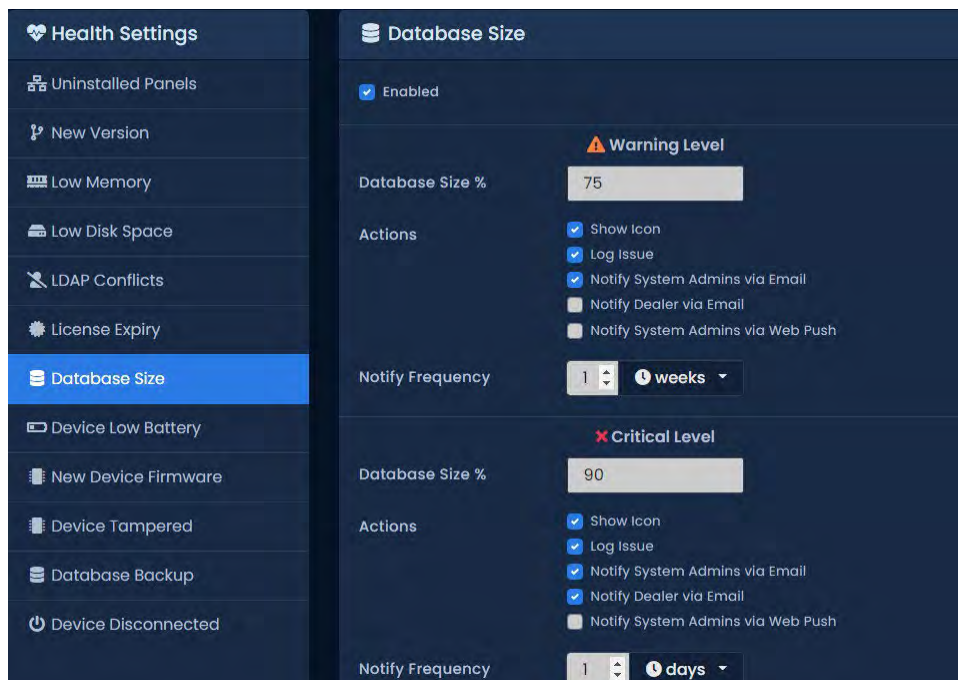 Health Settings
Uninstalled Panels
New Version
Low Memory
Low Disk Space
LDAP Conflicts
License Expiry
Database Size
Device Low Battery
New Device Firmware
Device Tampered
Database Backup
Device Disconnected
Database Size
Enabled
Warning Level
Database Size % 75
Actions
Show Icon
Log Issue
Notify System Admins via Email
Notify Dealer via Email
Notify System Admins via Web Push
Notify Frequency 1 weeks
Critical Level
Database Size % 90
Actions
Show Icon
Log Issue
Notify System Admins via Email
Notify Dealer via Email
Notify System Admins via Web Push
Notify Frequency 1 days